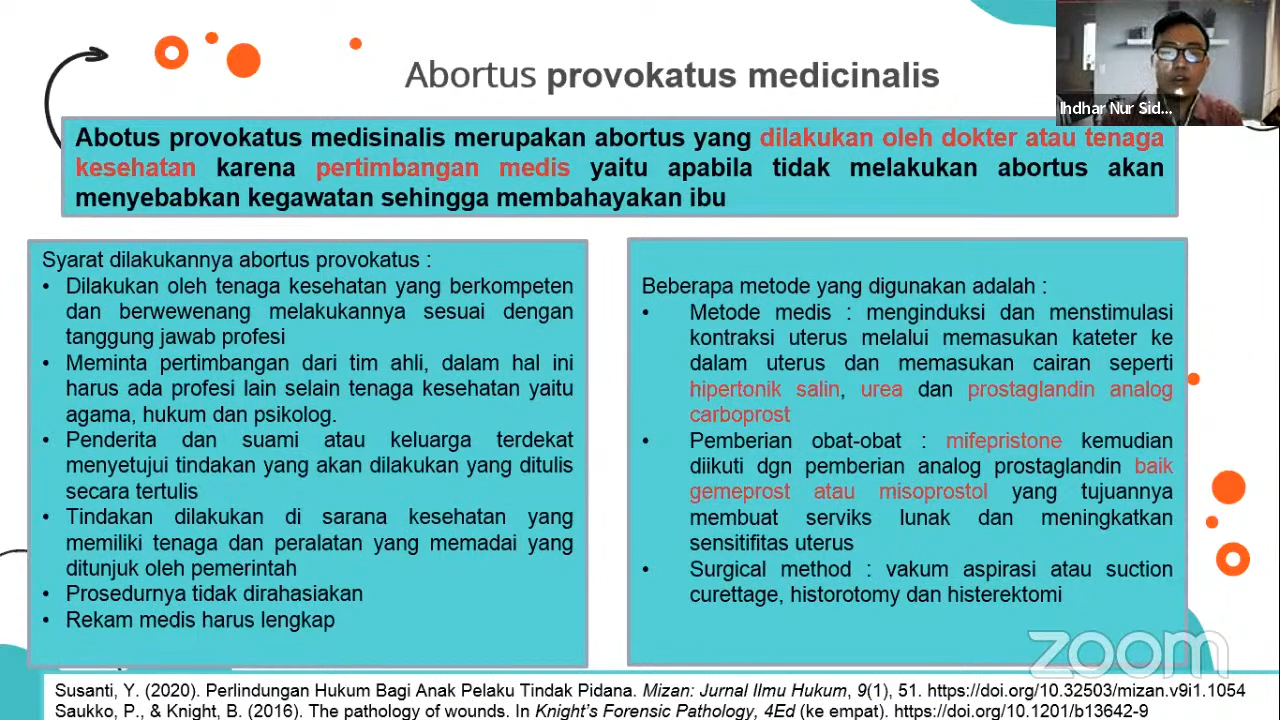 Abortus provokatus medicinalis
Ihdhar Nur Sid...
Abotus provokatus medisinalis merupakan abortus yang dilakukan oleh dokter atau tenaga
kesehatan karena pertimbangan medis yaitu apabila tidak melakukan abortus akan
menyebabkan kegawatan sehingga membahayakan ibu
Syarat dilakukannya abortus provokatus :
• Dilakukan oleh tenaga kesehatan yang berkompeten
dan berwewenang melakukannya sesuai dengan
tanggung jawab profesi
• Meminta pertimbangan dari tim ahli, dalam hal ini
harus ada profesi lain selain tenaga kesehatan yaitu
agama, hukum dan psikolog.
• Penderita dan suami atau keluarga terdekat
menyetujui tindakan yang akan dilakukan yang ditulis
secara tertulis
• Tindakan dilakukan di sarana kesehatan yang
memiliki tenaga dan peralatan yang memadai yang
ditunjuk oleh pemerintah
• Prosedurnya tidak dirahasiakan
• Rekam medis harus lengkap
Beberapa metode yang digunakan adalah :
• Metode medis : menginduksi dan menstimulasi
kontraksi uterus melalui memasukan kateter ke
dalam uterus dan memasukan cairan seperti
hipertonik salin, urea dan prostaglandin analog
carboprost
• Pemberian obat-obat : mifepristone kemudian
diikuti dgn pemberian analog prostaglandin baik
gemeprost atau misoprostol yang tujuannya
membuat serviks lunak dan meningkatkan
sensitifitas uterus
• Surgical method : vakum aspirasi atau suction
curettage, historotomy dan histerektomi
zoom
Susanti, Y. (2020). Perlindungan Hukum Bagi Anak Pelaku Tindak Pidana. Mizan: Jurnal Ilmu Hukum, 9(1), 51. https://doi.org/10.32503/mizan.v9i1.1054
Saukko, P., & Knight, B. (2016). The pathology of wounds. In Knight's Forensic Pathology, 4Ed (ke empat). https://doi.org/10.1201/b13642-9